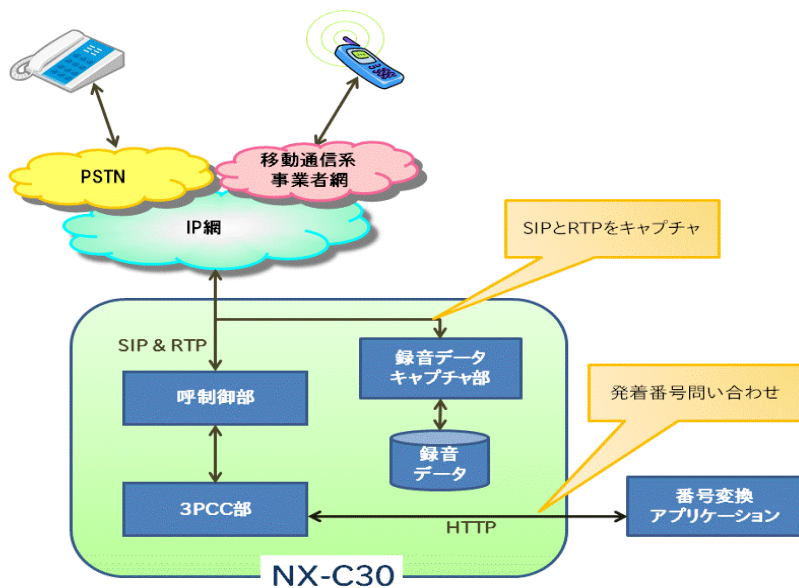 PSTN
移動通信系
事業者網
IP網
SIPとRTPをキャプチャ
SIP & RTP
録音データ
キャプチャ部
呼制御部
発着番号問い合わせ
録音
データ
3PCC部
HTTP
番号変換
アプリケーション
NX-C30